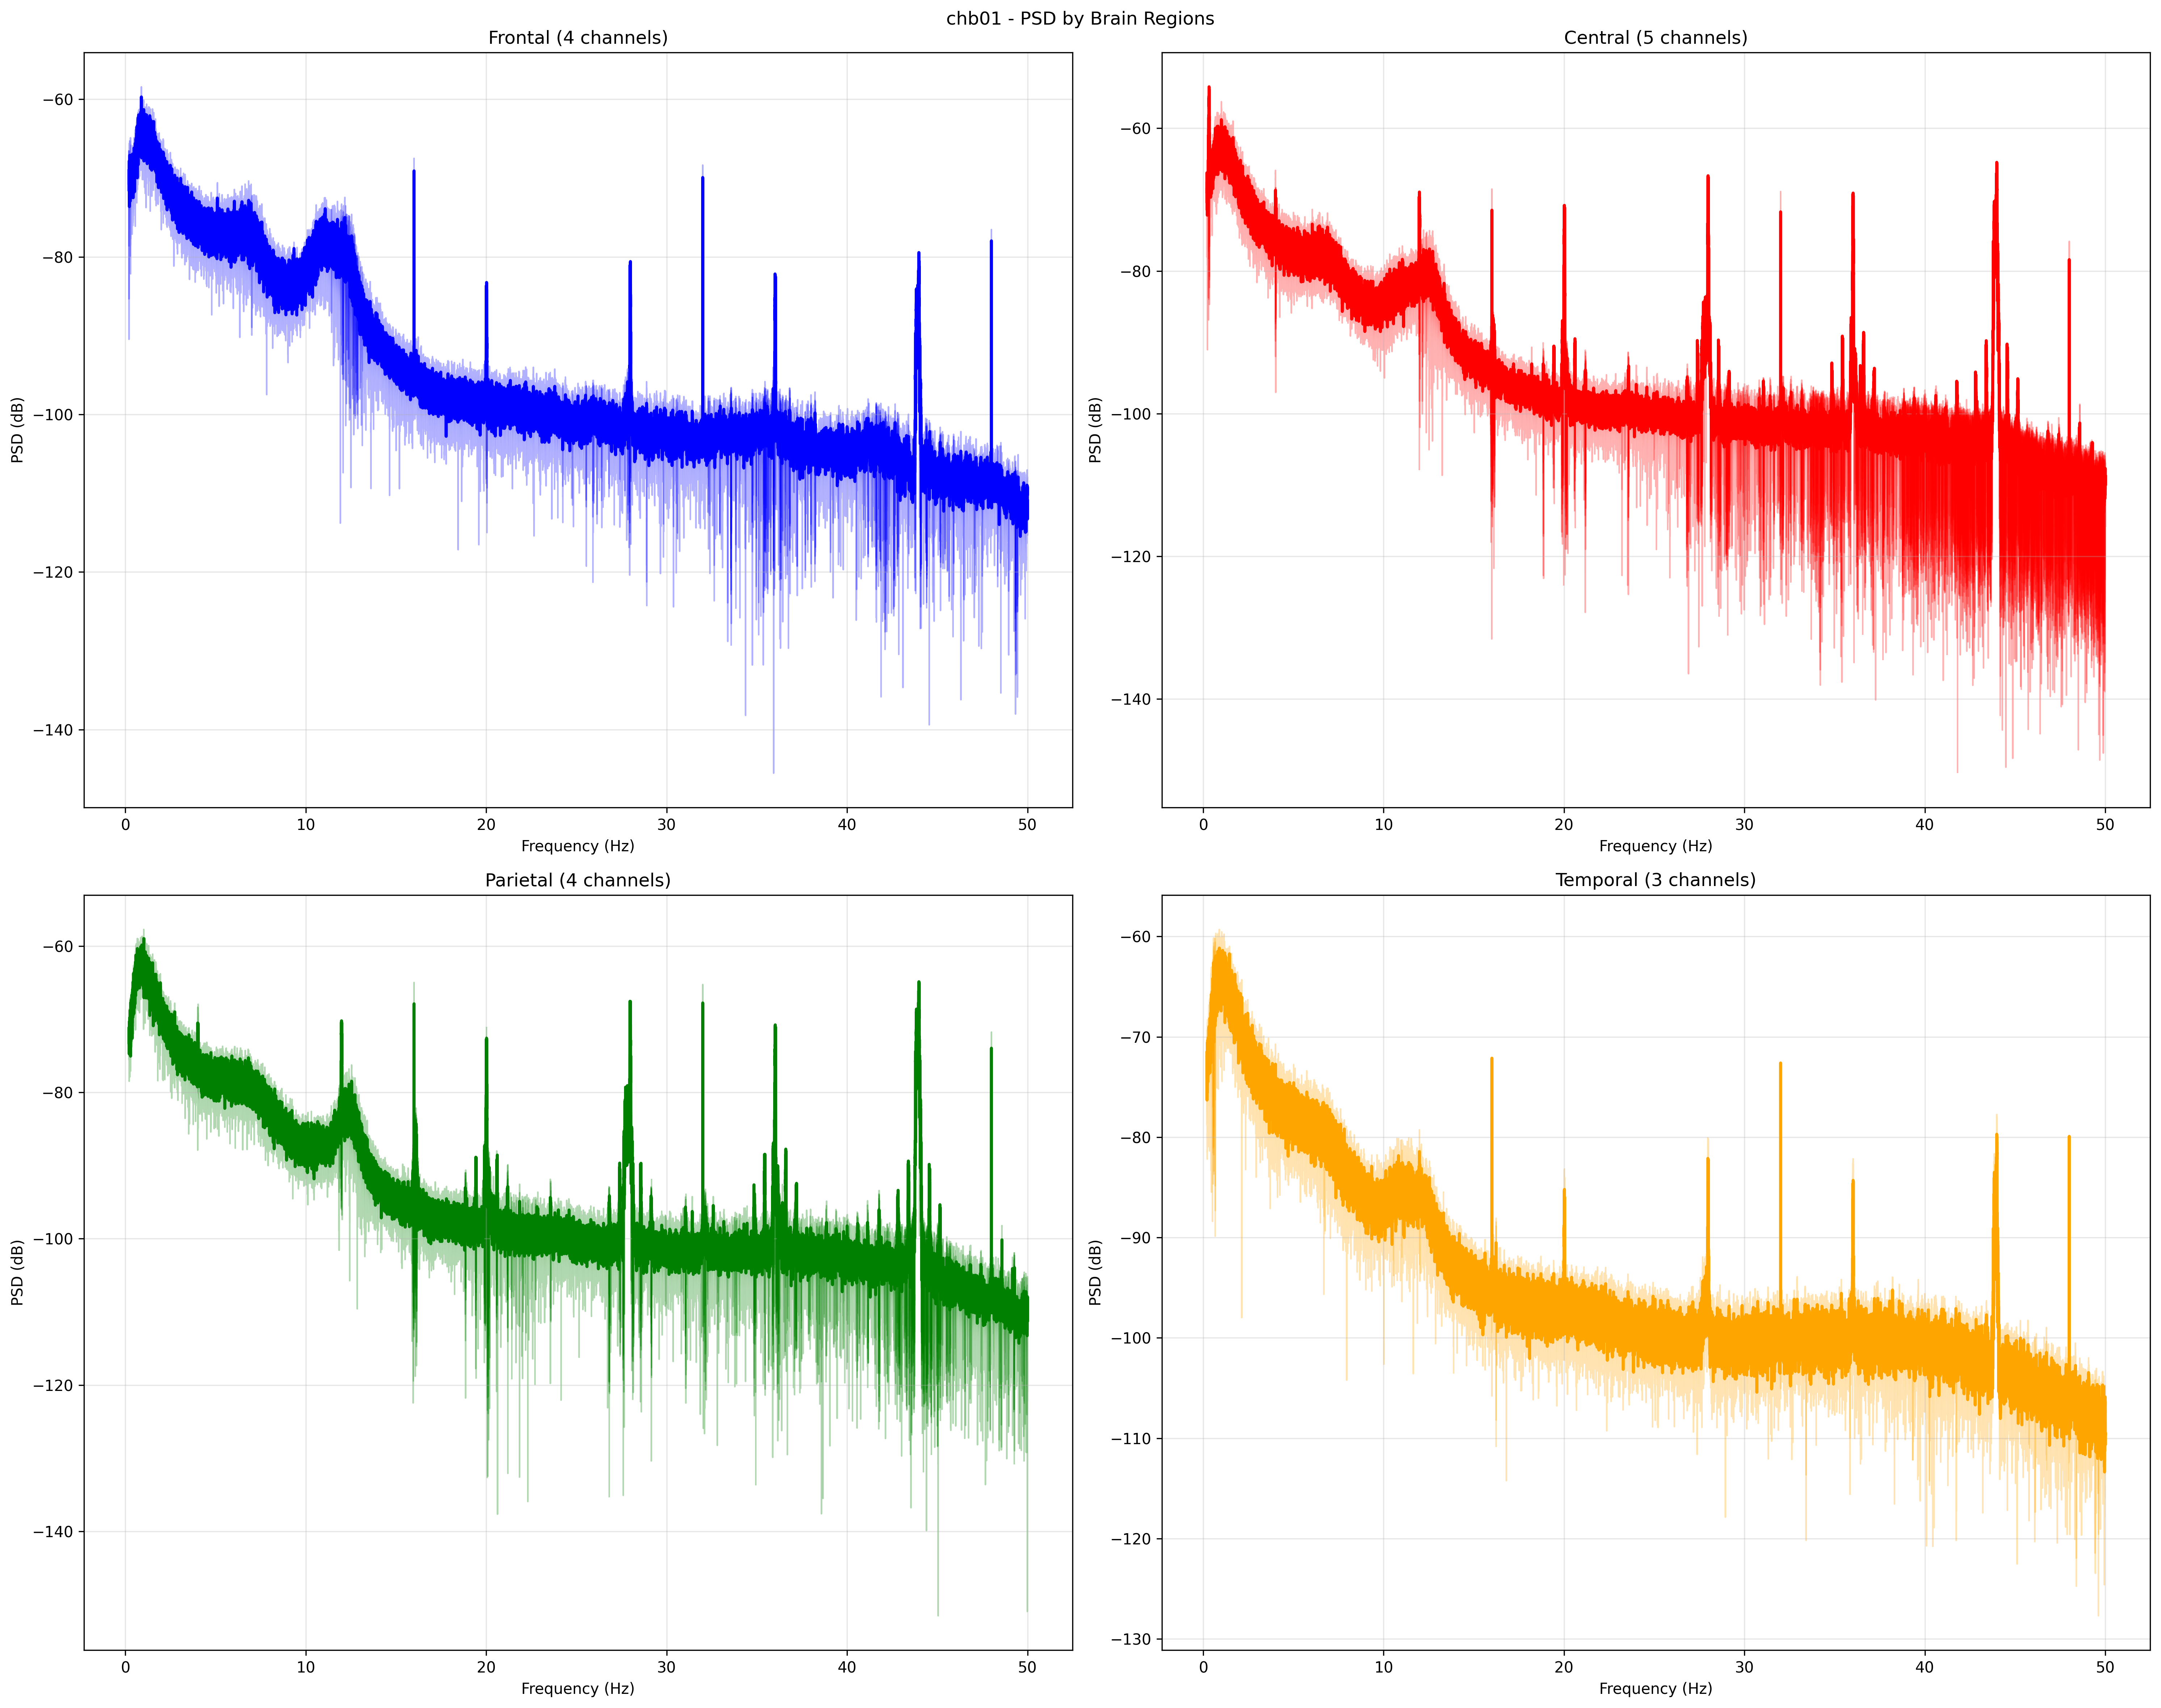 chb01 - PSD by Brain Regions
Frontal (4 channels)
PSD (dB)
−60
−80
−100
−120
−140
0 10 20 30 40 50
Frequency (Hz)
Central (5 channels)
PSD (dB)
−60
−80
−100
−120
−140
0 10 20 30 40 50
Frequency (Hz)
Parietal (4 channels)
PSD (dB)
−60
−80
−100
−120
−140
0 10 20 30 40 50
Frequency (Hz)
Temporal (3 channels)
PSD (dB)
−60
−70
−80
−90
−100
−110
−120
−130
0 10 20 30 40 50
Frequency (Hz)